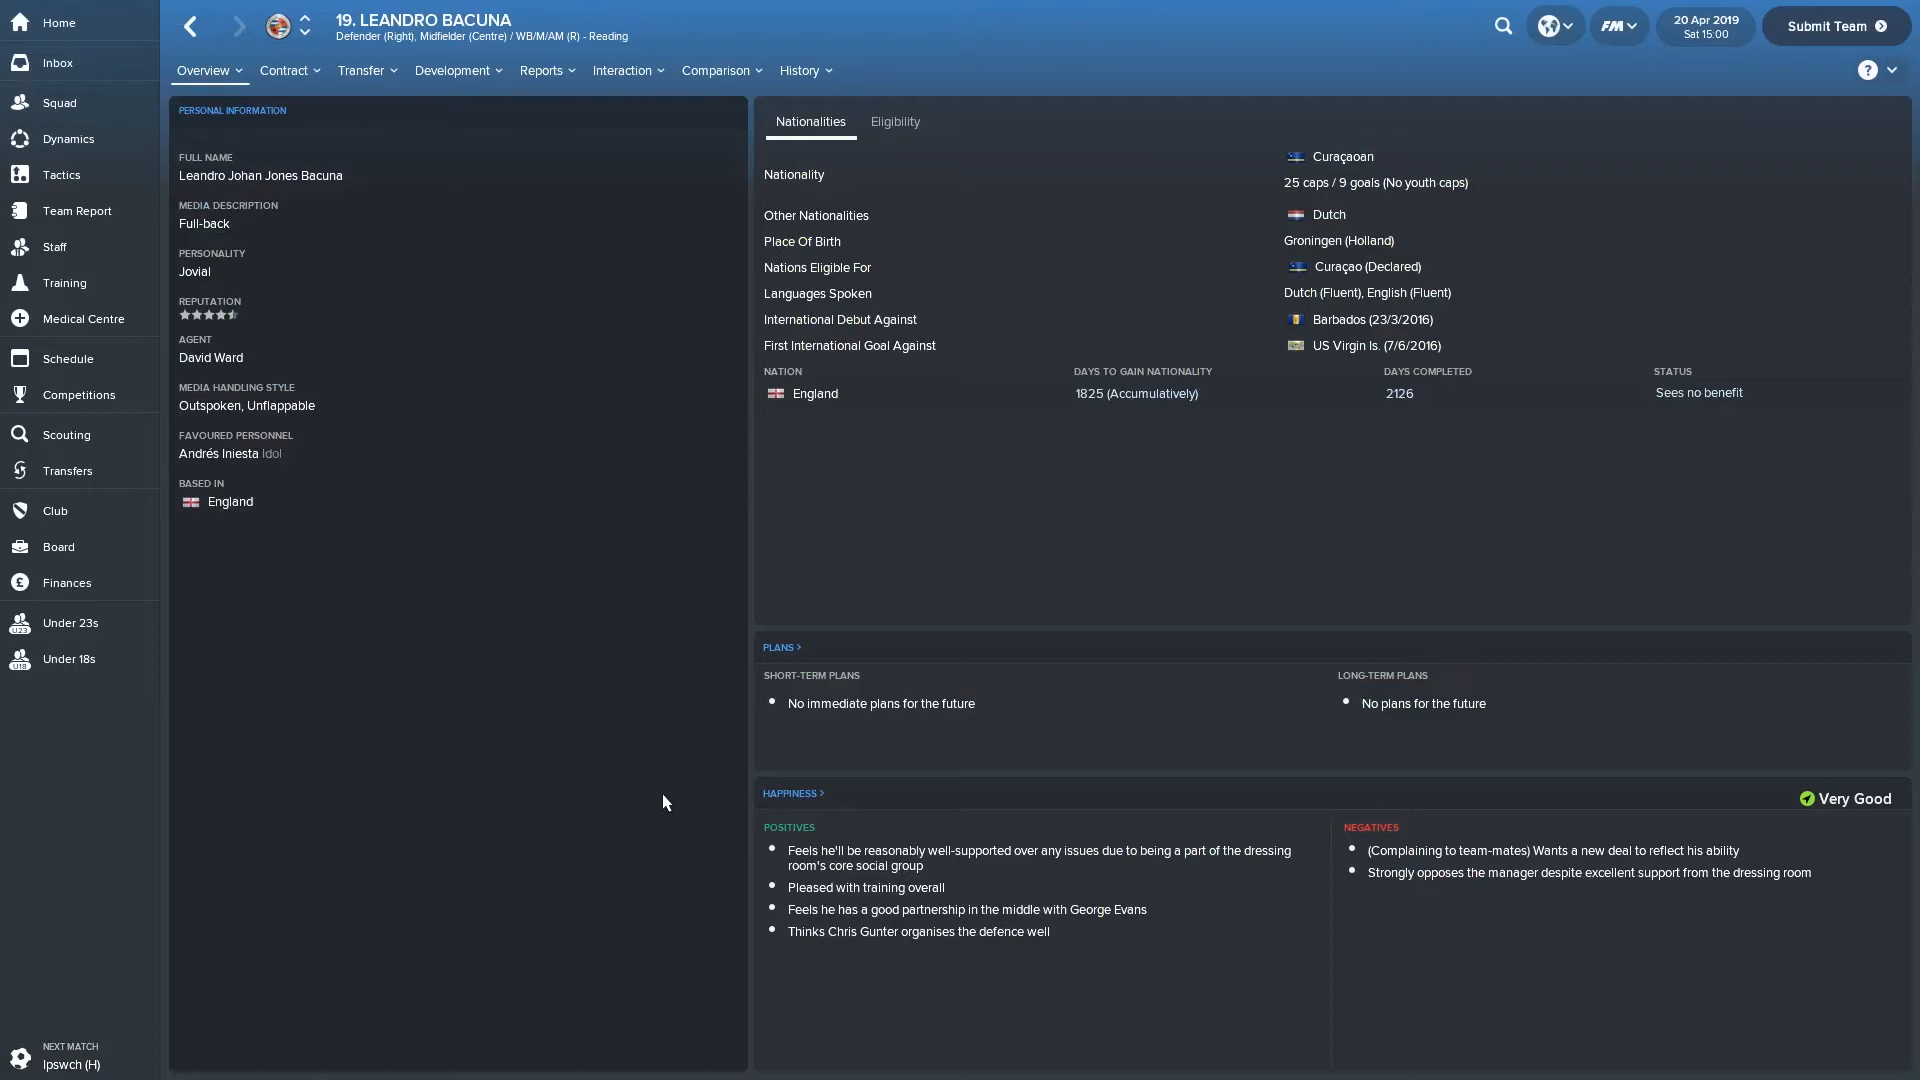 Home
Inbox
Squad
Dynamics
Tactics
Team Report
Staff
Training
Medical Centre
Schedule
Competitions
Scouting
Transfers
Club
Board
Finances
U23
Under 23s
U18
Under 18s
NEXT MATCH
Ipswch (H)
19. LEANDRO BACUNA
Defender (Right), Midfielder (Centre) / WB/M/AM (R) - Reading
FM
20 Apr 2019
Sat 15:00
Submit Team
Overview
Contract
Transfer
Development
Reports
Interaction
Comparison
History
?
PERSONAL INFORMATION
FULL NAME
Leandro Johan Jones Bacuna
MEDIA DESCRIPTION
Full-back
PERSONALITY
Jovial
REPUTATION
AGENT
David Ward
MEDIA HANDLING STYLE
Outspoken, Unflappable
FAVOURED PERSONNEL
Andrés Iniesta Idol
BASED IN
England
Nationalities Eligibility
Nationality
Curaçaoan
25 caps / 9 goals (No youth caps)
Other Nationalities Dutch
Place Of Birth Groningen (Holland)
Nations Eligible For Curaçao (Declared)
Languages Spoken Dutch (Fluent), English (Fluent)
International Debut Against Barbados (23/3/2016)
First International Goal Against US Virgin Is. (7/6/2016)
NATION DAYS TO GAIN NATIONALITY DAYS COMPLETED STATUS
England 1825 (Accumulatively) 2126 Sees no benefit
PLANS >
SHORT-TERM PLANS
No immediate plans for the future
LONG-TERM PLANS
No plans for the future
HAPPINESS >
Very Good
POSITIVES
Feels he'll be reasonably well-supported over any issues due to being a part of the dressing
room's core social group
Pleased with training overall
Feels he has a good partnership in the middle with George Evans
Thinks Chris Gunter organises the defence well
NEGATIVES
(Complaining to team-mates) Wants a new deal to reflect his ability
Strongly opposes the manager despite excellent support from the dressing room